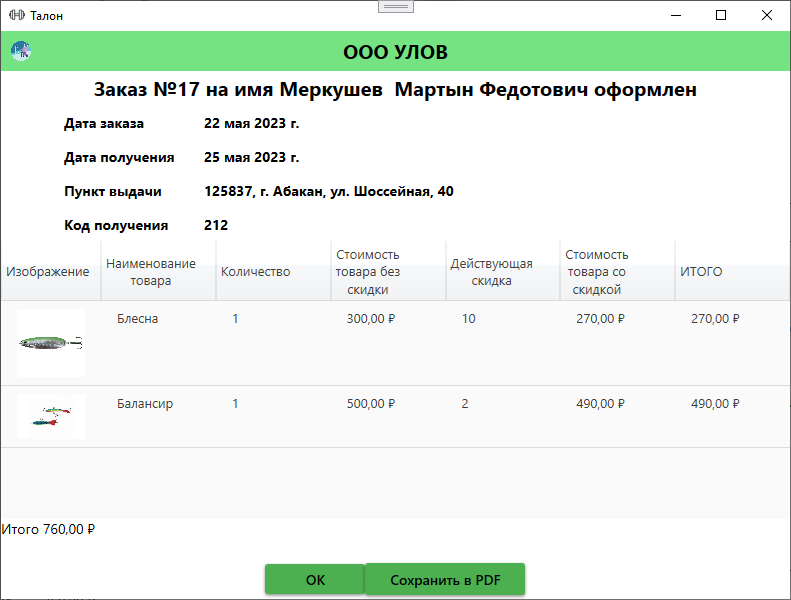 Талон
ООО УЛОВ
Заказ №17 на имя Меркушев  Мартын Федотович оформлен
Дата заказа 22 мая 2023 г.
Дата получения 25 мая 2023 г.
Пункт выдачи 125837, г. Абакан, ул. Шоссейная, 40
Код получения 212
Изображение
Наименование
товара
Количество
Стоимость
товара без
скидки
Действующая
скидка
Стоимость
товара со
скидкой
ИТОГО
Блесна 1 300,00 ₽ 10 270,00 ₽ 270,00 ₽
Балансир 1 500,00 ₽ 2 490,00 ₽ 490,00 ₽
Итого 760,00 ₽
ОК Сохранить в PDF